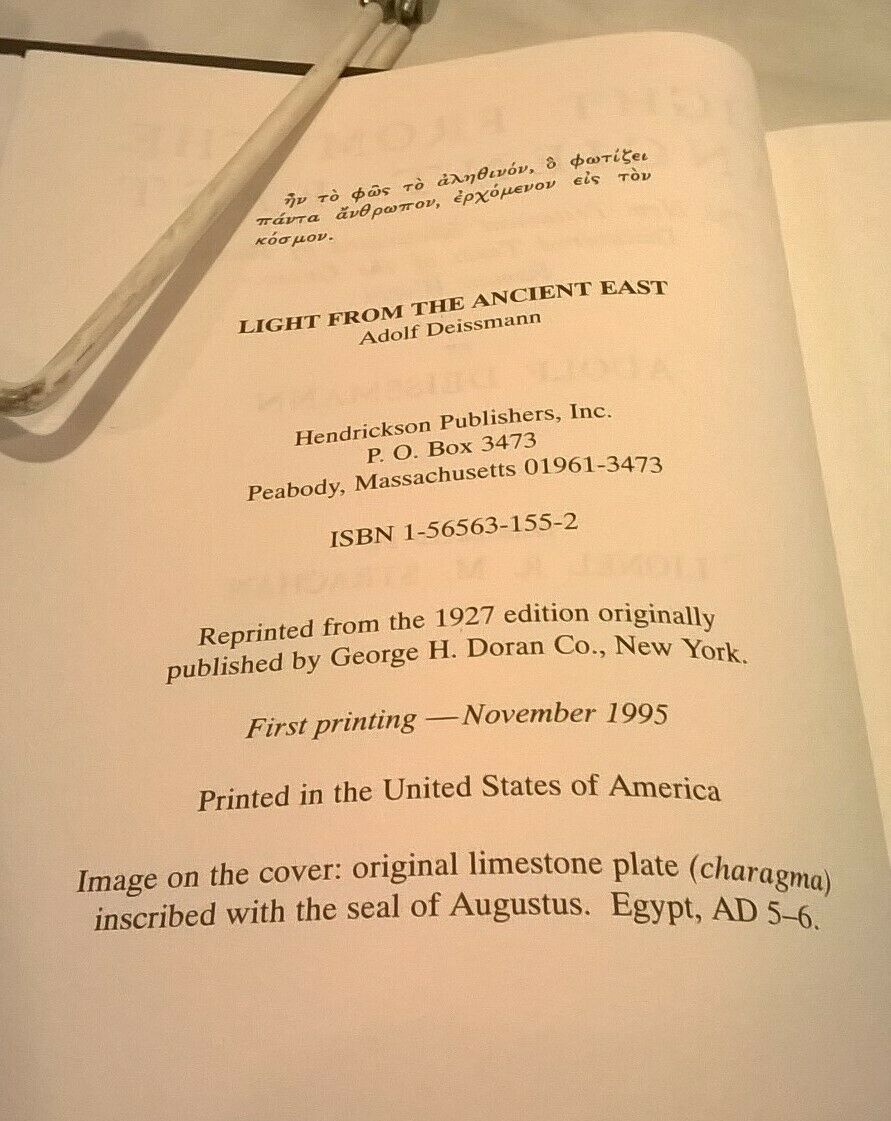 ἦν τὸ φῶς τὸ ἀληθινόν, ὃ φωτίζει
πάντα ἄνθρωπον, ἐρχόμενον εἰς τὸν
κόσμον.
LIGHT FROM THE ANCIENT EAST
Adolf Deissmann
Hendrickson Publishers, Inc.
P. O. Box 3473
Peabody, Massachusetts 01961-3473
ISBN 1-56563-155-2
Reprinted from the 1927 edition originally
published by George H. Doran Co., New York.
First printing — November 1995
Printed in the United States of America
Image on the cover: original limestone plate (charagma)
inscribed with the seal of Augustus. Egypt, AD 5–6.